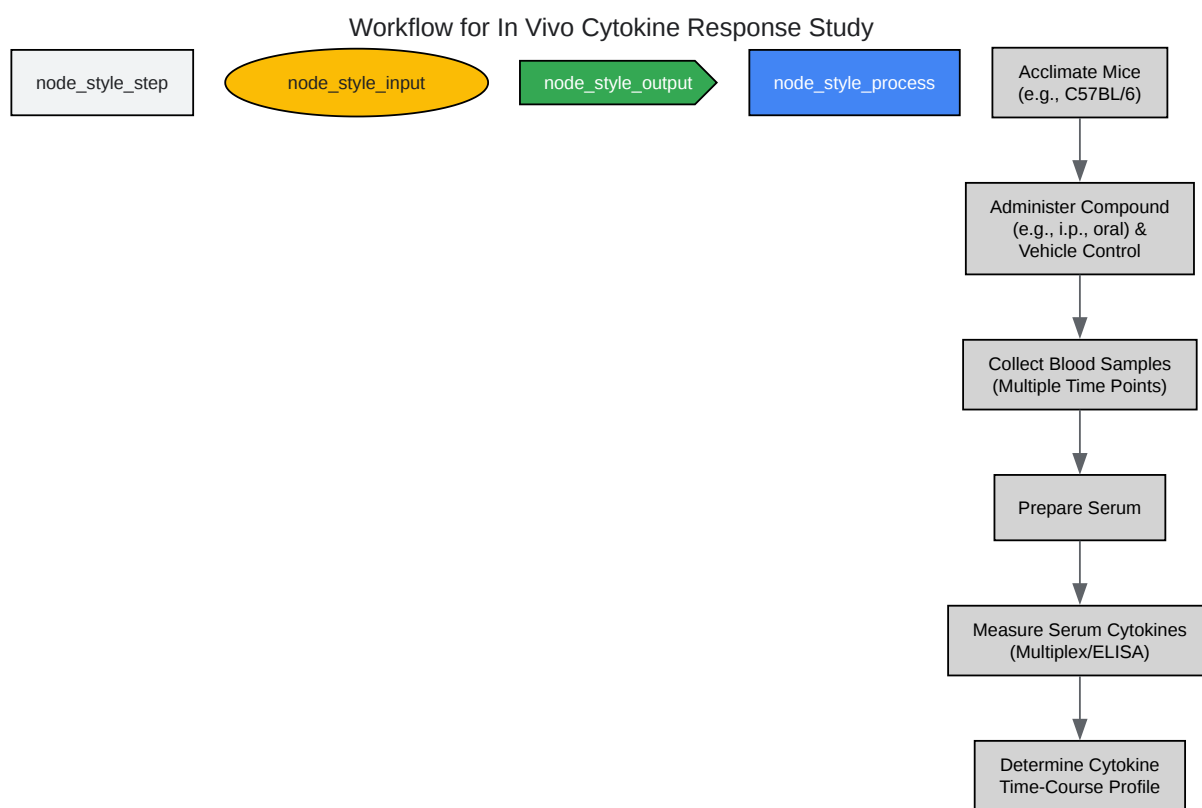 Workflow for In Vivo Cytokine Response Study
node_style_step
node_style_input
node_style_output
node_style_process
Acclimate Mice
(e.g., C57BL/6)
Administer Compound
(e.g., i.p., oral) &
Vehicle Control
Collect Blood Samples
(Multiple Time Points)
Prepare Serum
Measure Serum Cytokines
(Multiplex/ELISA)
Determine Cytokine
Time-Course Profile